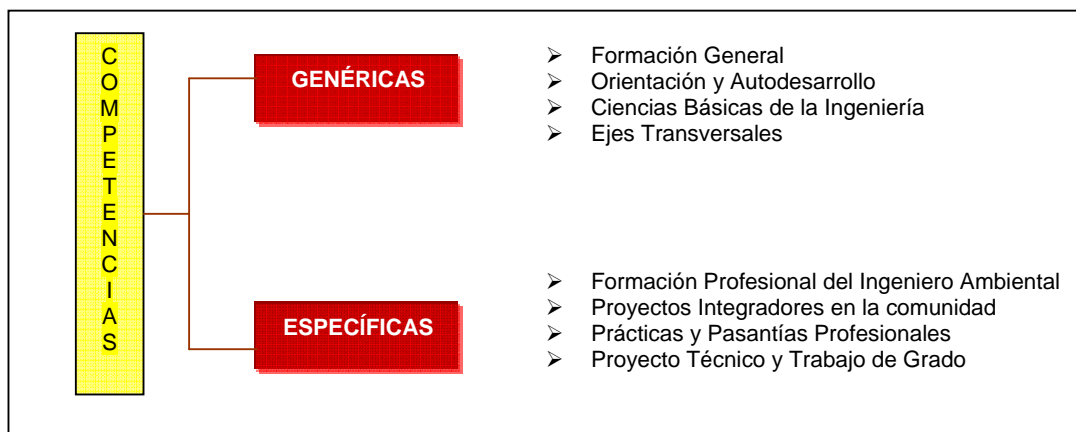 COMPETENCIAS
GENÉRICAS
➢ Formación General
➢ Orientación y Autodesarrollo
➢ Ciencias Básicas de la Ingeniería
➢ Ejes Transversales
ESPECÍFICAS
➢ Formación Profesional del Ingeniero Ambiental
➢ Proyectos Integradores en la comunidad
➢ Prácticas y Pasantías Profesionales
➢ Proyecto Técnico y Trabajo de Grado